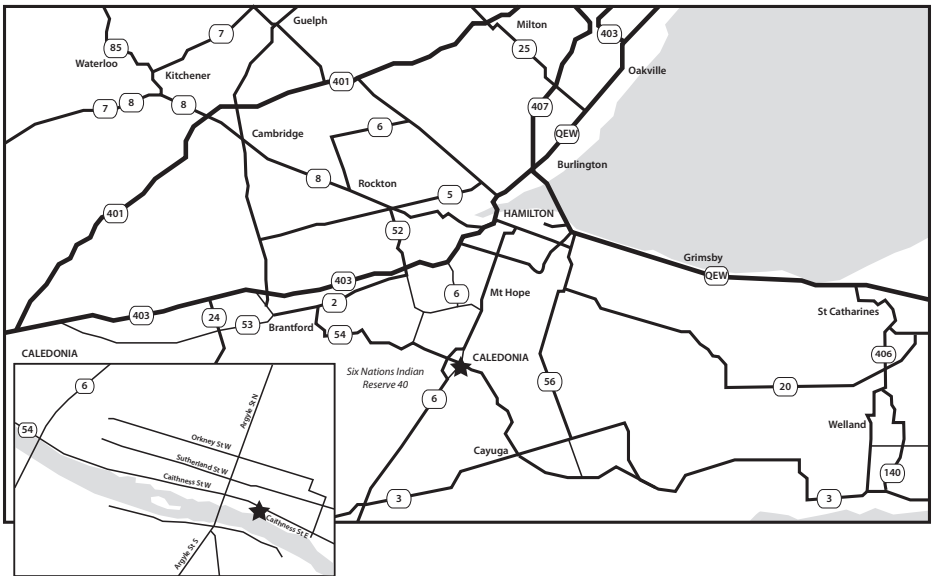 Guelph
Milton
7
403
85
25
Waterloo
Oakville
Kitchener
401
7
8
8
407
6
QEW
Cambridge
Burlington
8
Rockton
5
401
HAMILTON
52
Grimsby
QEW
403
6
Mt Hope
2
403
24
53
Brantford
54
St Catharines
CALEDONIA
CALEDONIA
406
Six Nations Indian
Reserve 40
56
20
6
6
Argyle St N
Welland
54
Orkney St W
Cayuga
Sutherland St W
Caithness St W
140
3
3
Caithness St E
Argyle St S